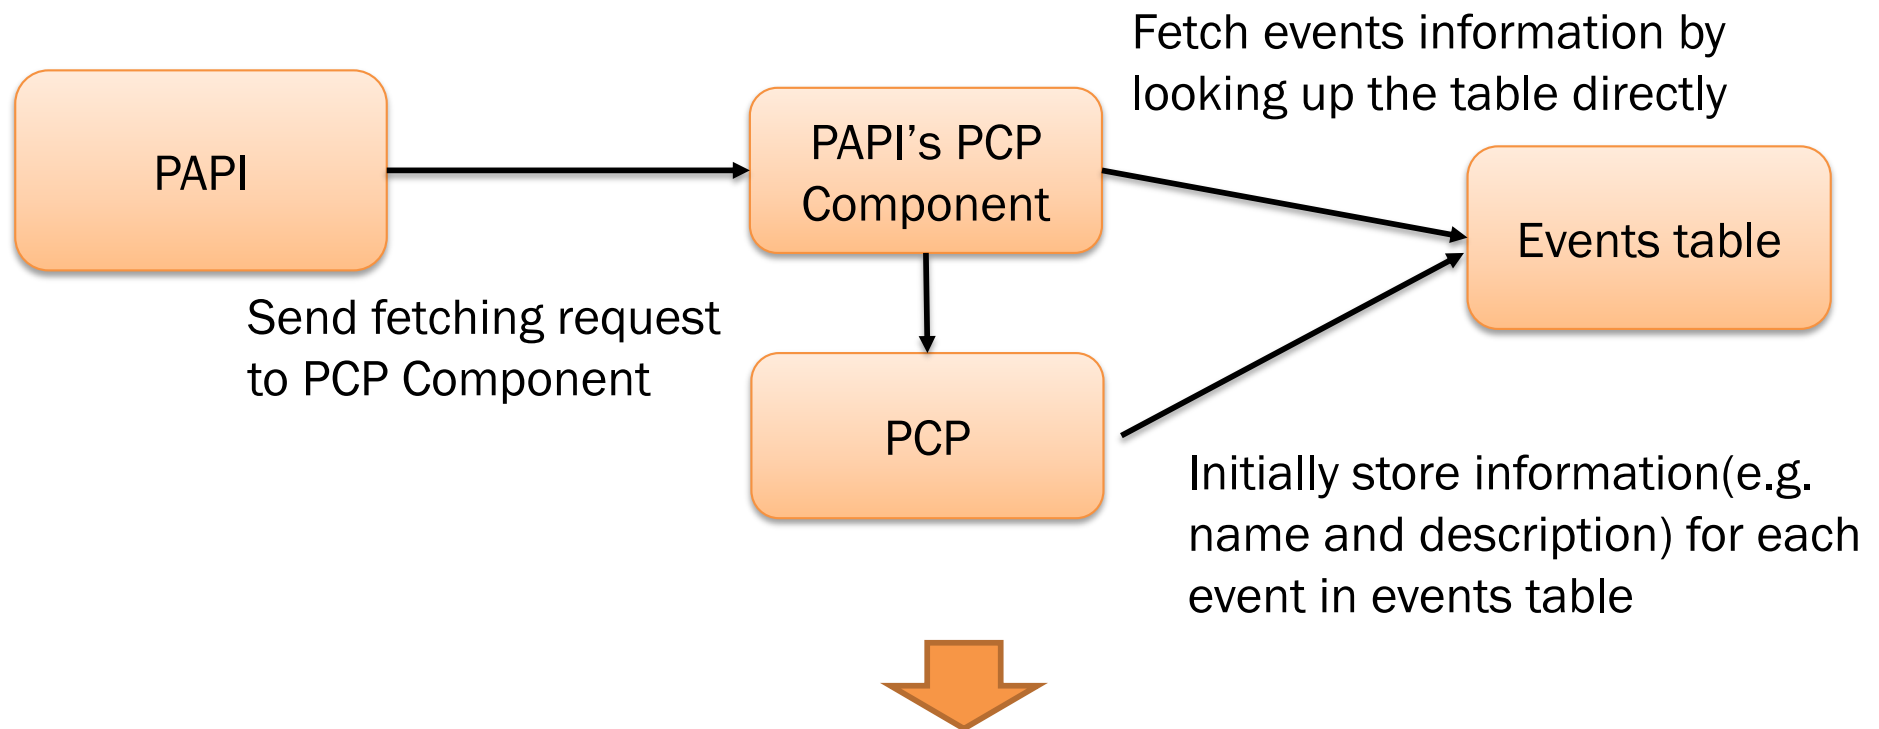 Fetch events information by
looking up the table directly
PAPI
PAPI’s PCP
Component
Events table
Send fetching request
to PCP Component
PCP
Initially store information(e.g.
name and description) for each
event in events table